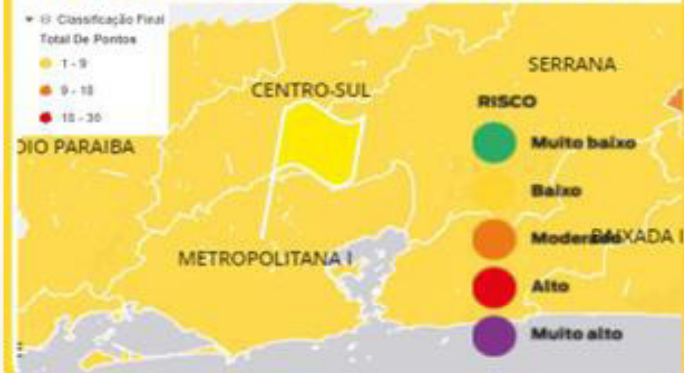 Classificação Final
Total De Pontos
1 - 9
9 - 18
18 - 30
CENTRO-SUL
SERRANA
DIO PARAIBA
METROPOLITANA I
BAIXADA I
RISCO
Muito baixo
Baixo
Moderado
Alto
Muito alto